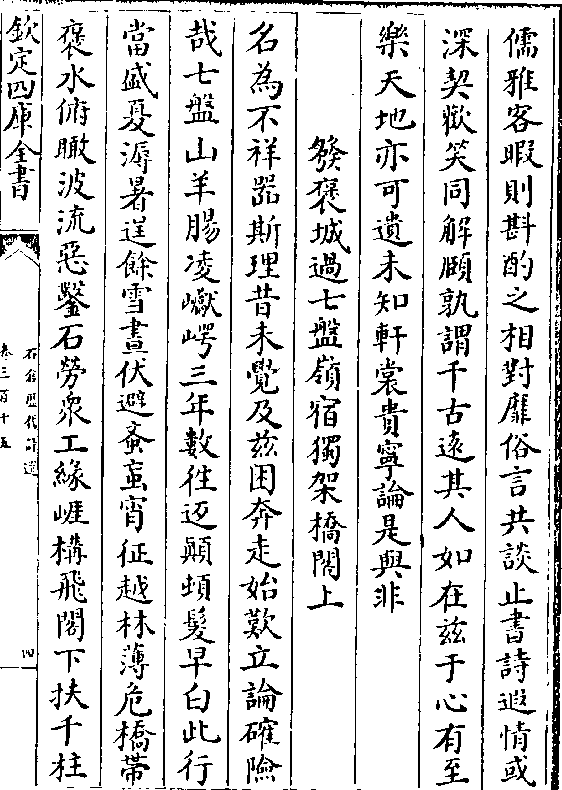 儒雅客暇則斟酌之相對靡俗言共談止書詩遐情或
深契歡笑同解頤孰謂千古遠其人如在兹于心有至
樂天地亦可遺未知軒裳貴寧論是與非
發褒城過七盤嶺宿獨架橋閣上
名為不祥器斯理昔未覺及兹困奔走始歎立論確險
哉七盤山羊腸凌巘崿三年數往返顛頓髮早白此行
當盛夏溽暑逞餘雪晝伏避蚤䖟宵征越林薄危橋帶
褒水俯瞰波流惡鑿石勞衆工緣崕構飛閣下扶千柱
欽定四庫全書
石倉歷代詩選
卷三百十五
四